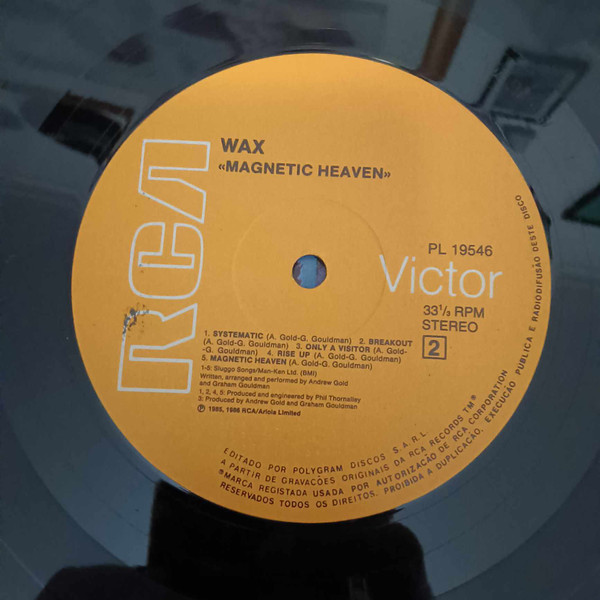 RCA
WAX
«MAGNETIC HEAVEN»
PL 19546
Victor
33⅓ RPM
STEREO
2
1. SYSTEMATIC (A. Gold-G. Gouldman) 2. BREAKOUT
(A. Gold-G. Gouldman) 3. ONLY A VISITOR (A. Gold-
-G. Gouldman) 4. RISE UP (A. Gold-G. Gouldman)
5. MAGNETIC HEAVEN (A. Gold-G. Gouldman)
1-5: Sluggo Songs/Man-Ken Ltd. (BMI)
Written, arranged and performed by Andrew Gold
and Graham Gouldman
1, 2, 4, 5: Produced and engineered by Phil Thornalley
3: Produced by Andrew Gold and Graham Gouldman
℗ 1985, 1986 RCA/Ariola Limited
EDITADO POR POLYGRAM DISCOS S.A.R.L.
A PARTIR DE GRAVAÇÕES ORIGINAIS DA RCA RECORDS TM®
®MARCA REGISTADA USADA POR AUTORIZAÇÃO DE RCA CORPORATION
RESERVADOS TODOS OS DIREITOS. PROIBIDA A DUPLICAÇÃO, EXECUÇÃO PUBLICA E RADIODIFUSÃO DESTE DISCO